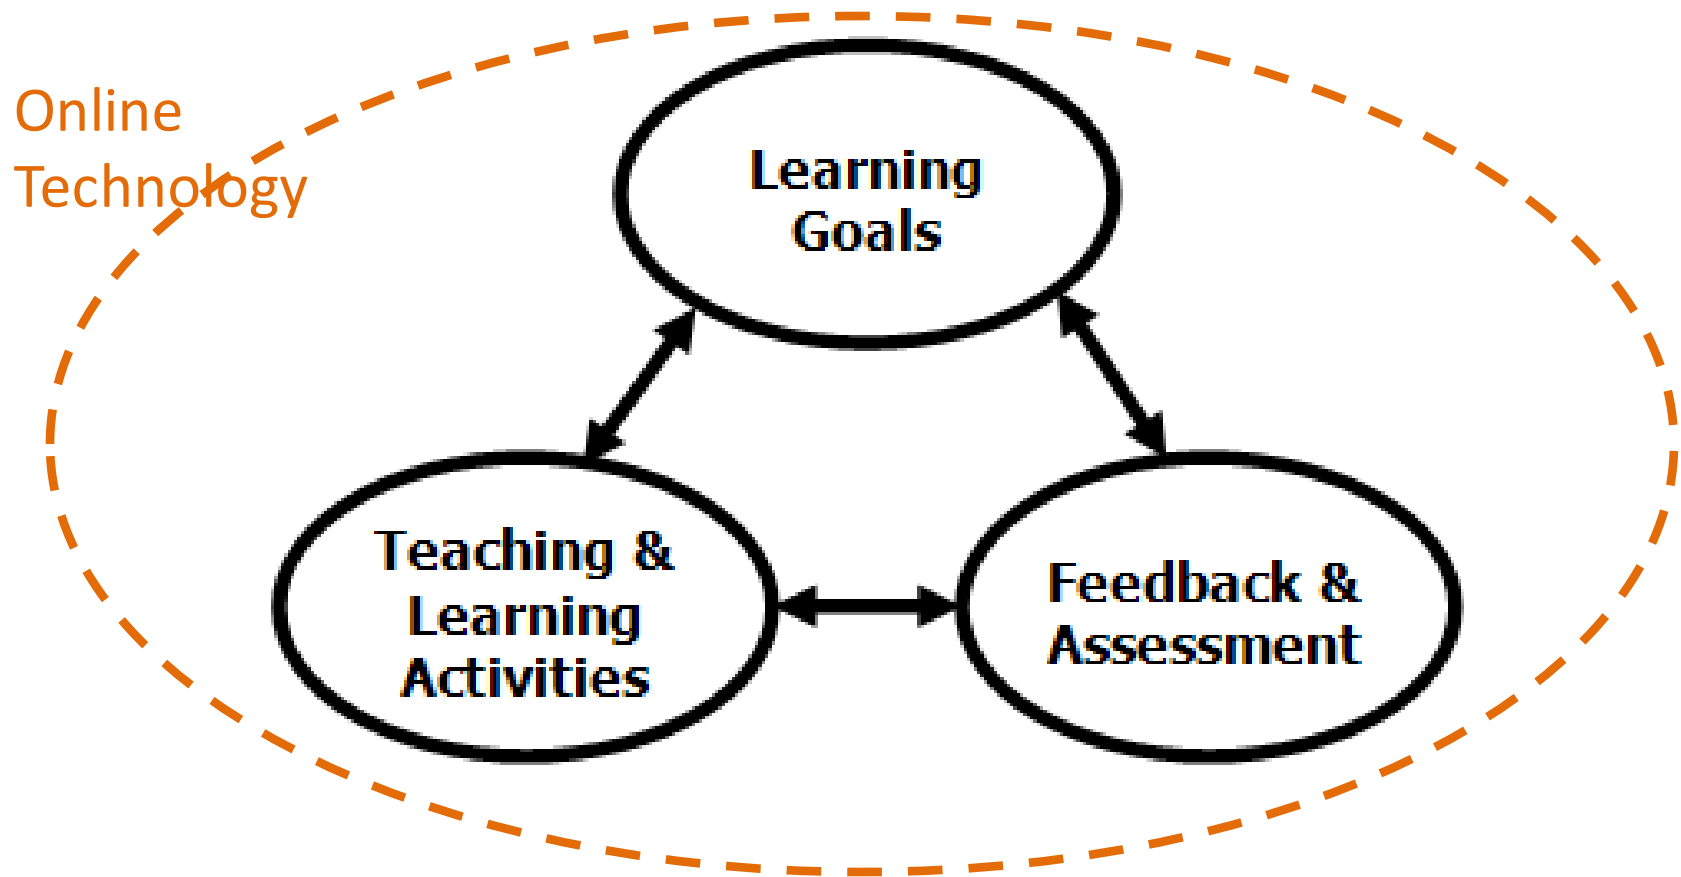 Online
Technology
Learning
Goals
Teaching &
Learning
Activities
Feedback &
Assessment